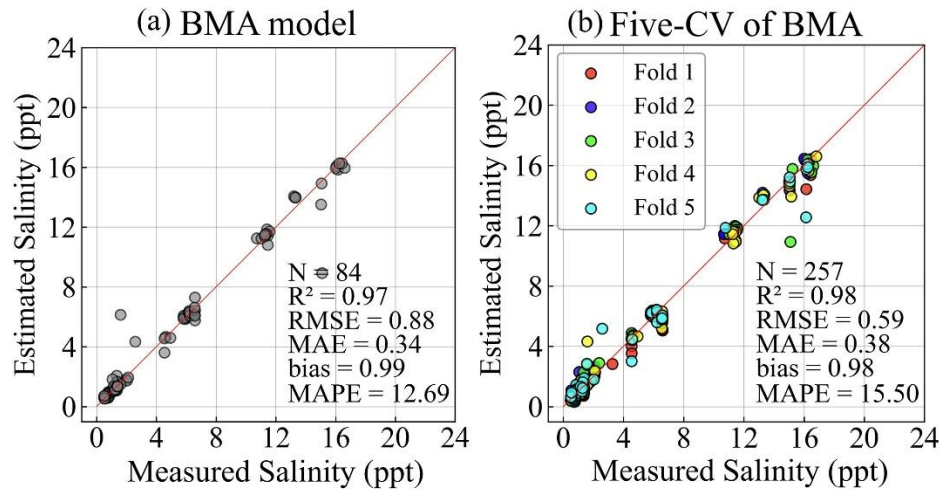 (a) BMA model
24
20
16
12
8
4
0
Estimated Salinity (ppt)
N = 84
R² = 0.97
RMSE = 0.88
MAE = 0.34
bias = 0.99
MAPE = 12.69
0 4 8 12 16 20 24
Measured Salinity (ppt)
(b) Five-CV of BMA
24
20
16
12
8
4
0
Estimated Salinity (ppt)
Fold 1
Fold 2
Fold 3
Fold 4
Fold 5
N = 257
R² = 0.98
RMSE = 0.59
MAE = 0.38
bias = 0.98
MAPE = 15.50
0 4 8 12 16 20 24
Measured Salinity (ppt)